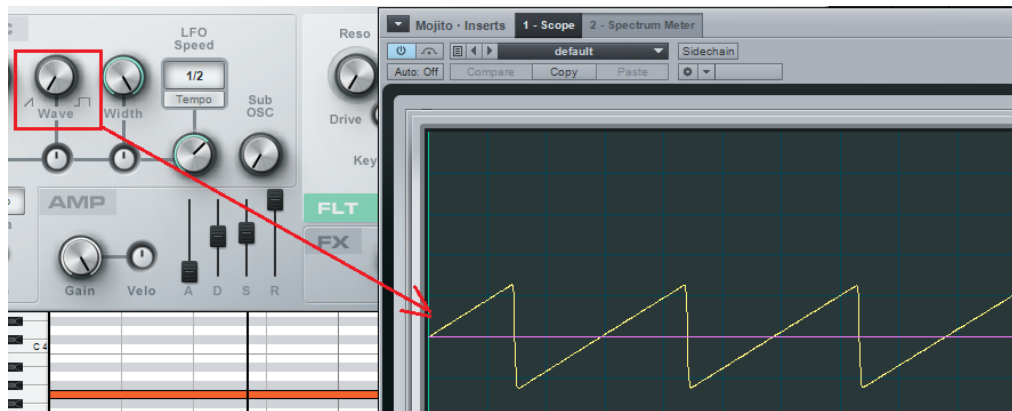 LFO
Speed
1/2
Tempo
Wave
Width
Sub
OSC
Reso
Drive
Key
AMP
Gain
Velo
A D S R
FLT
FX
C 4
Mojito · Inserts 1 - Scope 2 - Spectrum Meter
default Sidechain
Auto: Off Compare Copy Paste